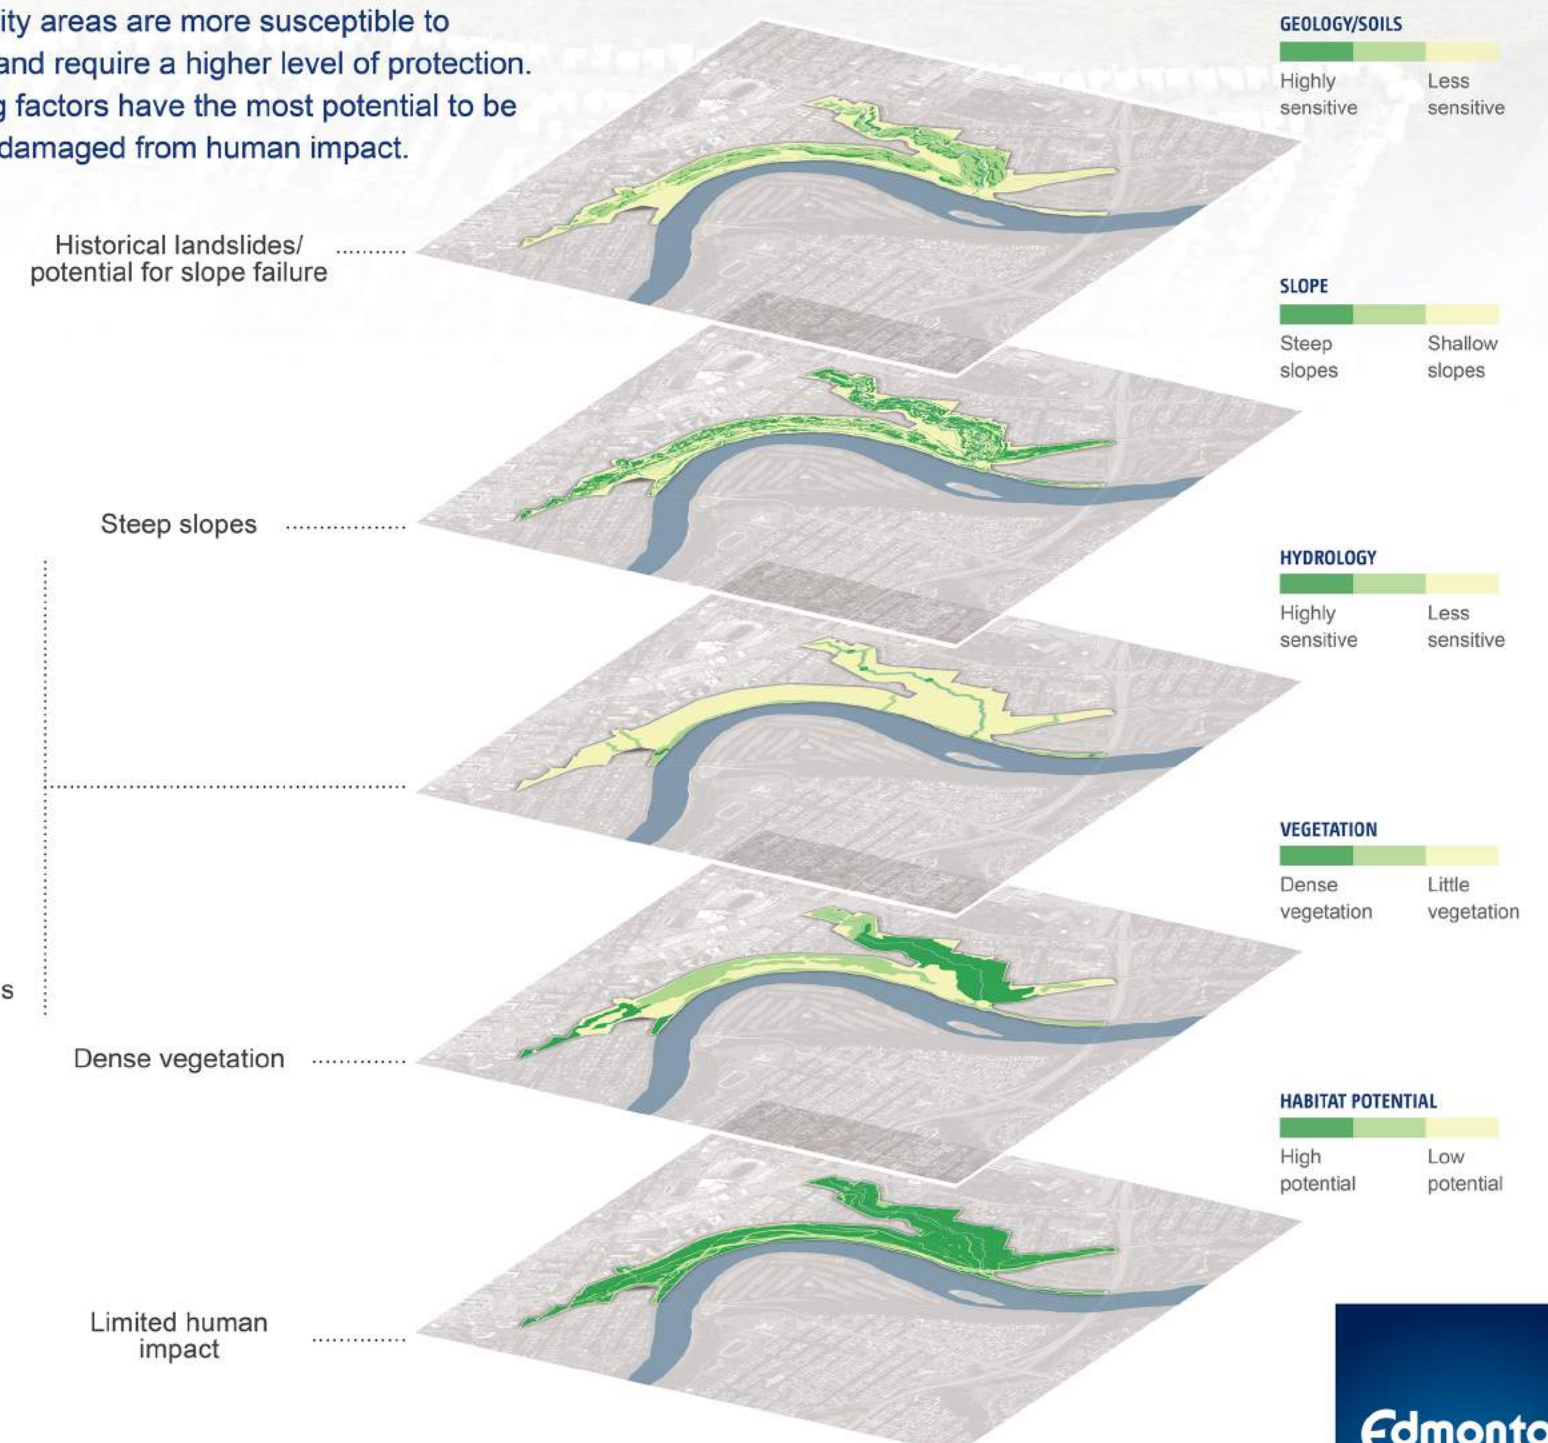 ity areas are more susceptible to
and require a higher level of protection.
g factors have the most potential to be
damaged from human impact.
Historical landslides/
potential for slope failure
Steep slopes
s
Dense vegetation
Limited human
impact
GEOLOGY/SOILS
Highly sensitive
Less sensitive
SLOPE
Steep slopes
Shallow slopes
HYDROLOGY
Highly sensitive
Less sensitive
VEGETATION
Dense vegetation
Little vegetation
HABITAT POTENTIAL
High potential
Low potential
Edmonto